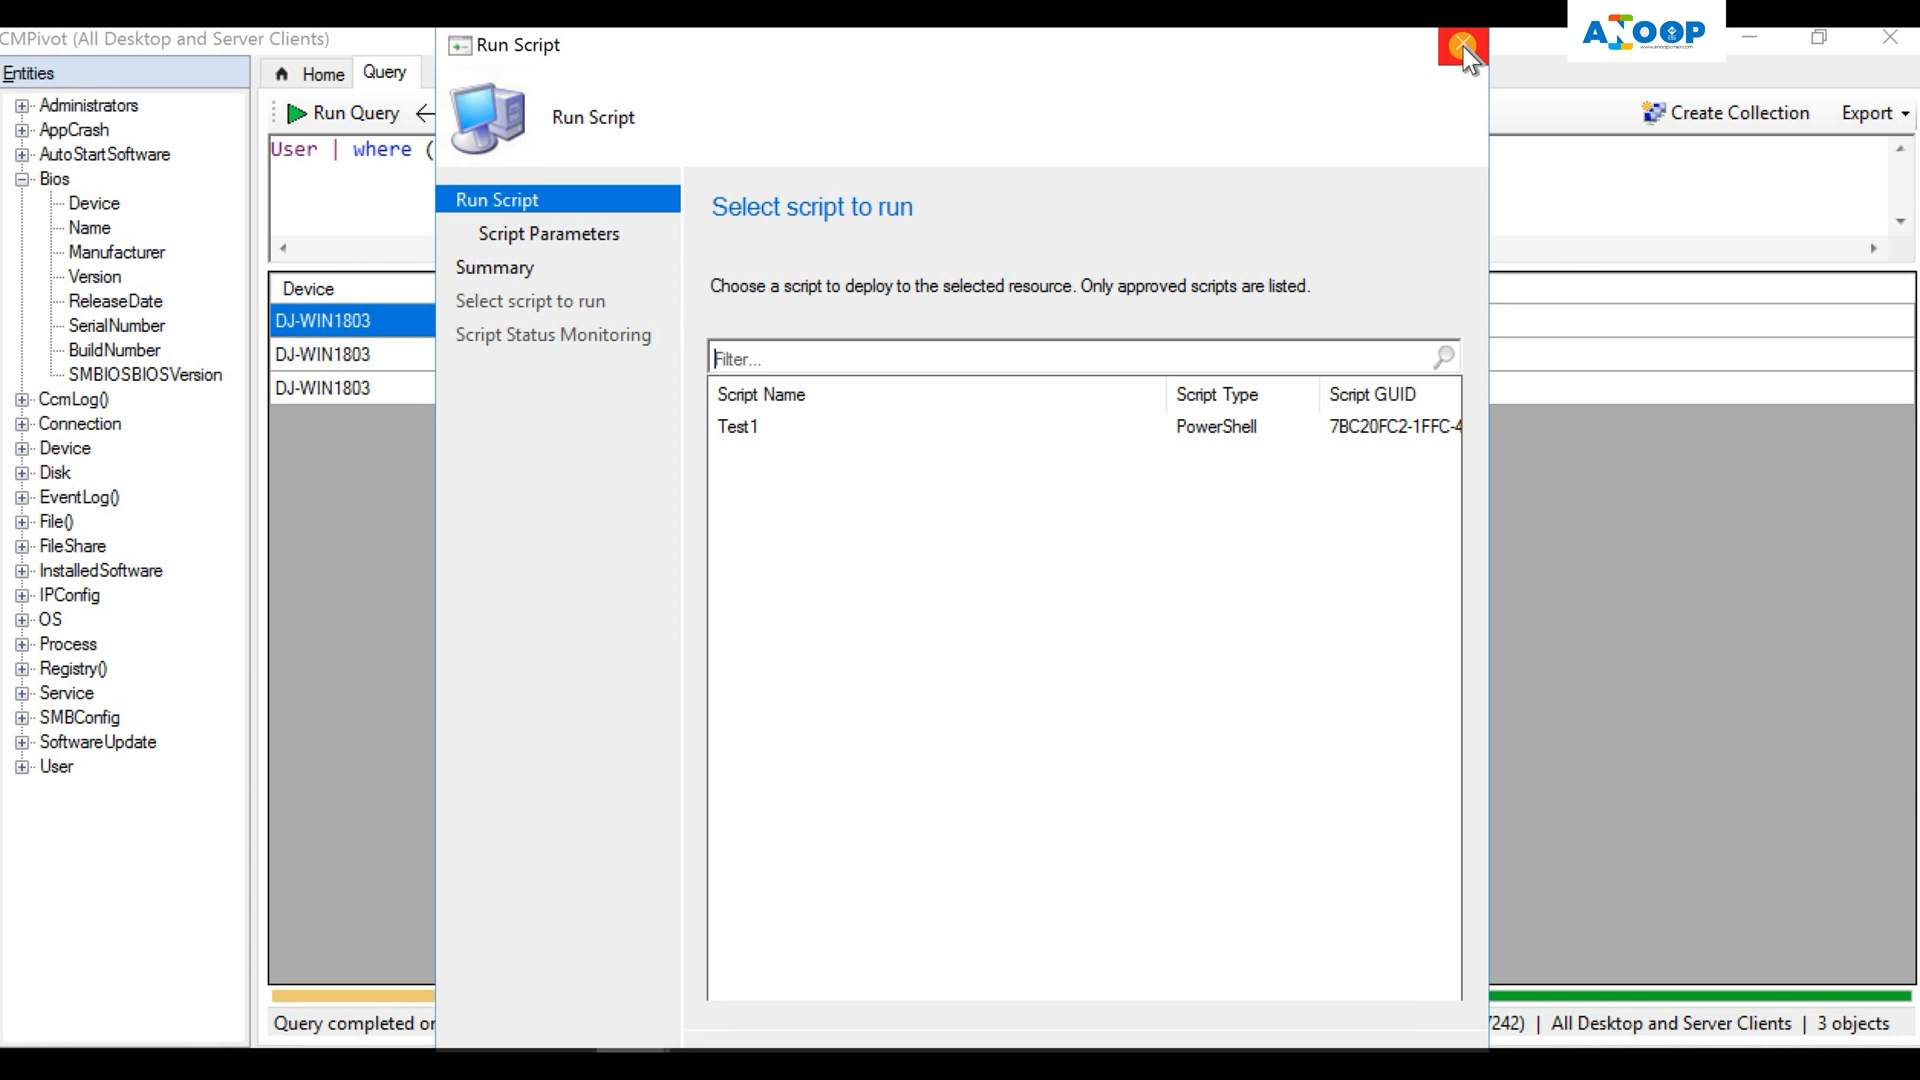 CMPivot (All Desktop and Server Clients)
Entities
Administrators
AppCrash
AutoStartSoftware
Bios
Device
Name
Manufacturer
Version
ReleaseDate
SerialNumber
BuildNumber
SMBIOSBIOSVersion
CcmLog()
Connection
Device
Disk
EventLog()
File()
FileShare
InstalledSoftware
IPConfig
OS
Process
Registry()
Service
SMBConfig
SoftwareUpdate
User
Home
Query
Run Query
User | where (
Device
DJ-WIN1803
DJ-WIN1803
DJ-WIN1803
Query completed
Run Script
Run Script
Run Script
Script Parameters
Summary
Select script to run
Script Status Monitoring
Select script to run
Choose a script to deploy to the selected resource. Only approved scripts are listed.
Filter...
Script Name Script Type Script GUID
Test1 PowerShell 7BC20FC2-1FFC-4
ANOOP
Create Collection
Export
7242) | All Desktop and Server Clients | 3 objects